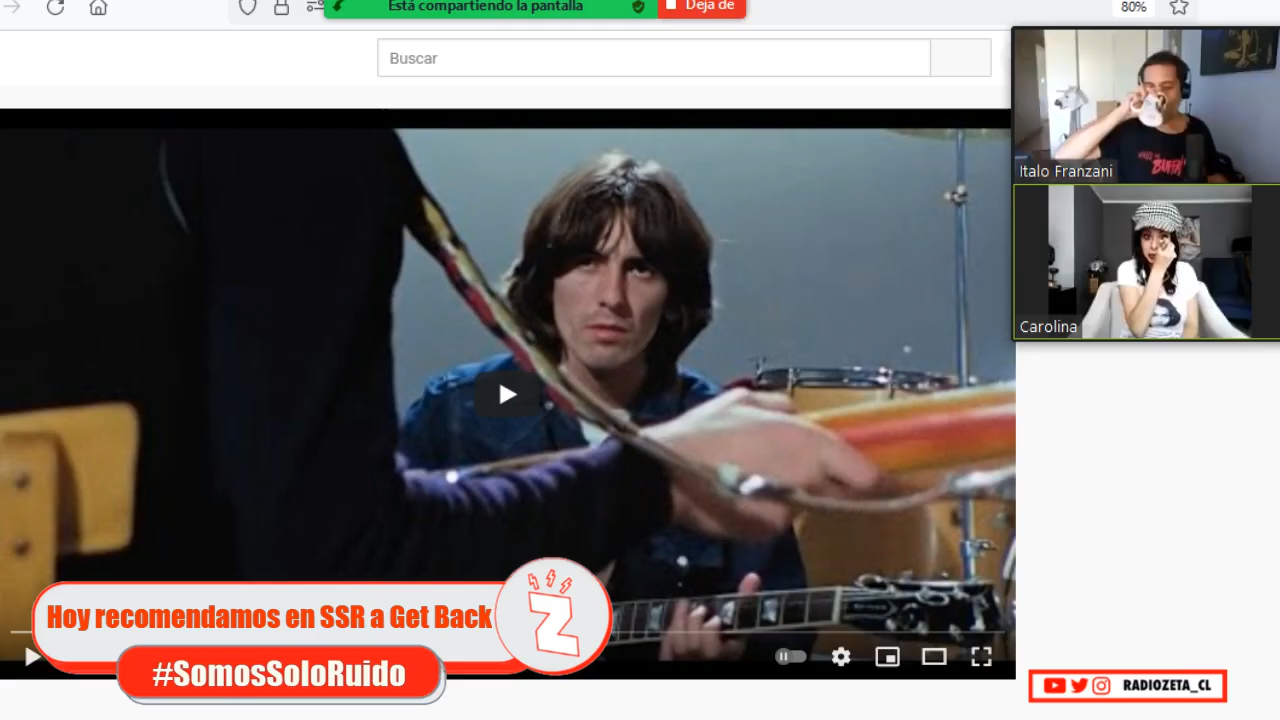 Está compartiendo la pantalla
Deja de
80%
Buscar
Italo Franzani
Carolina
Hoy recomendamos en SSR a Get Back
Z
#SomosSoloRuido
RADIOZETA_CL